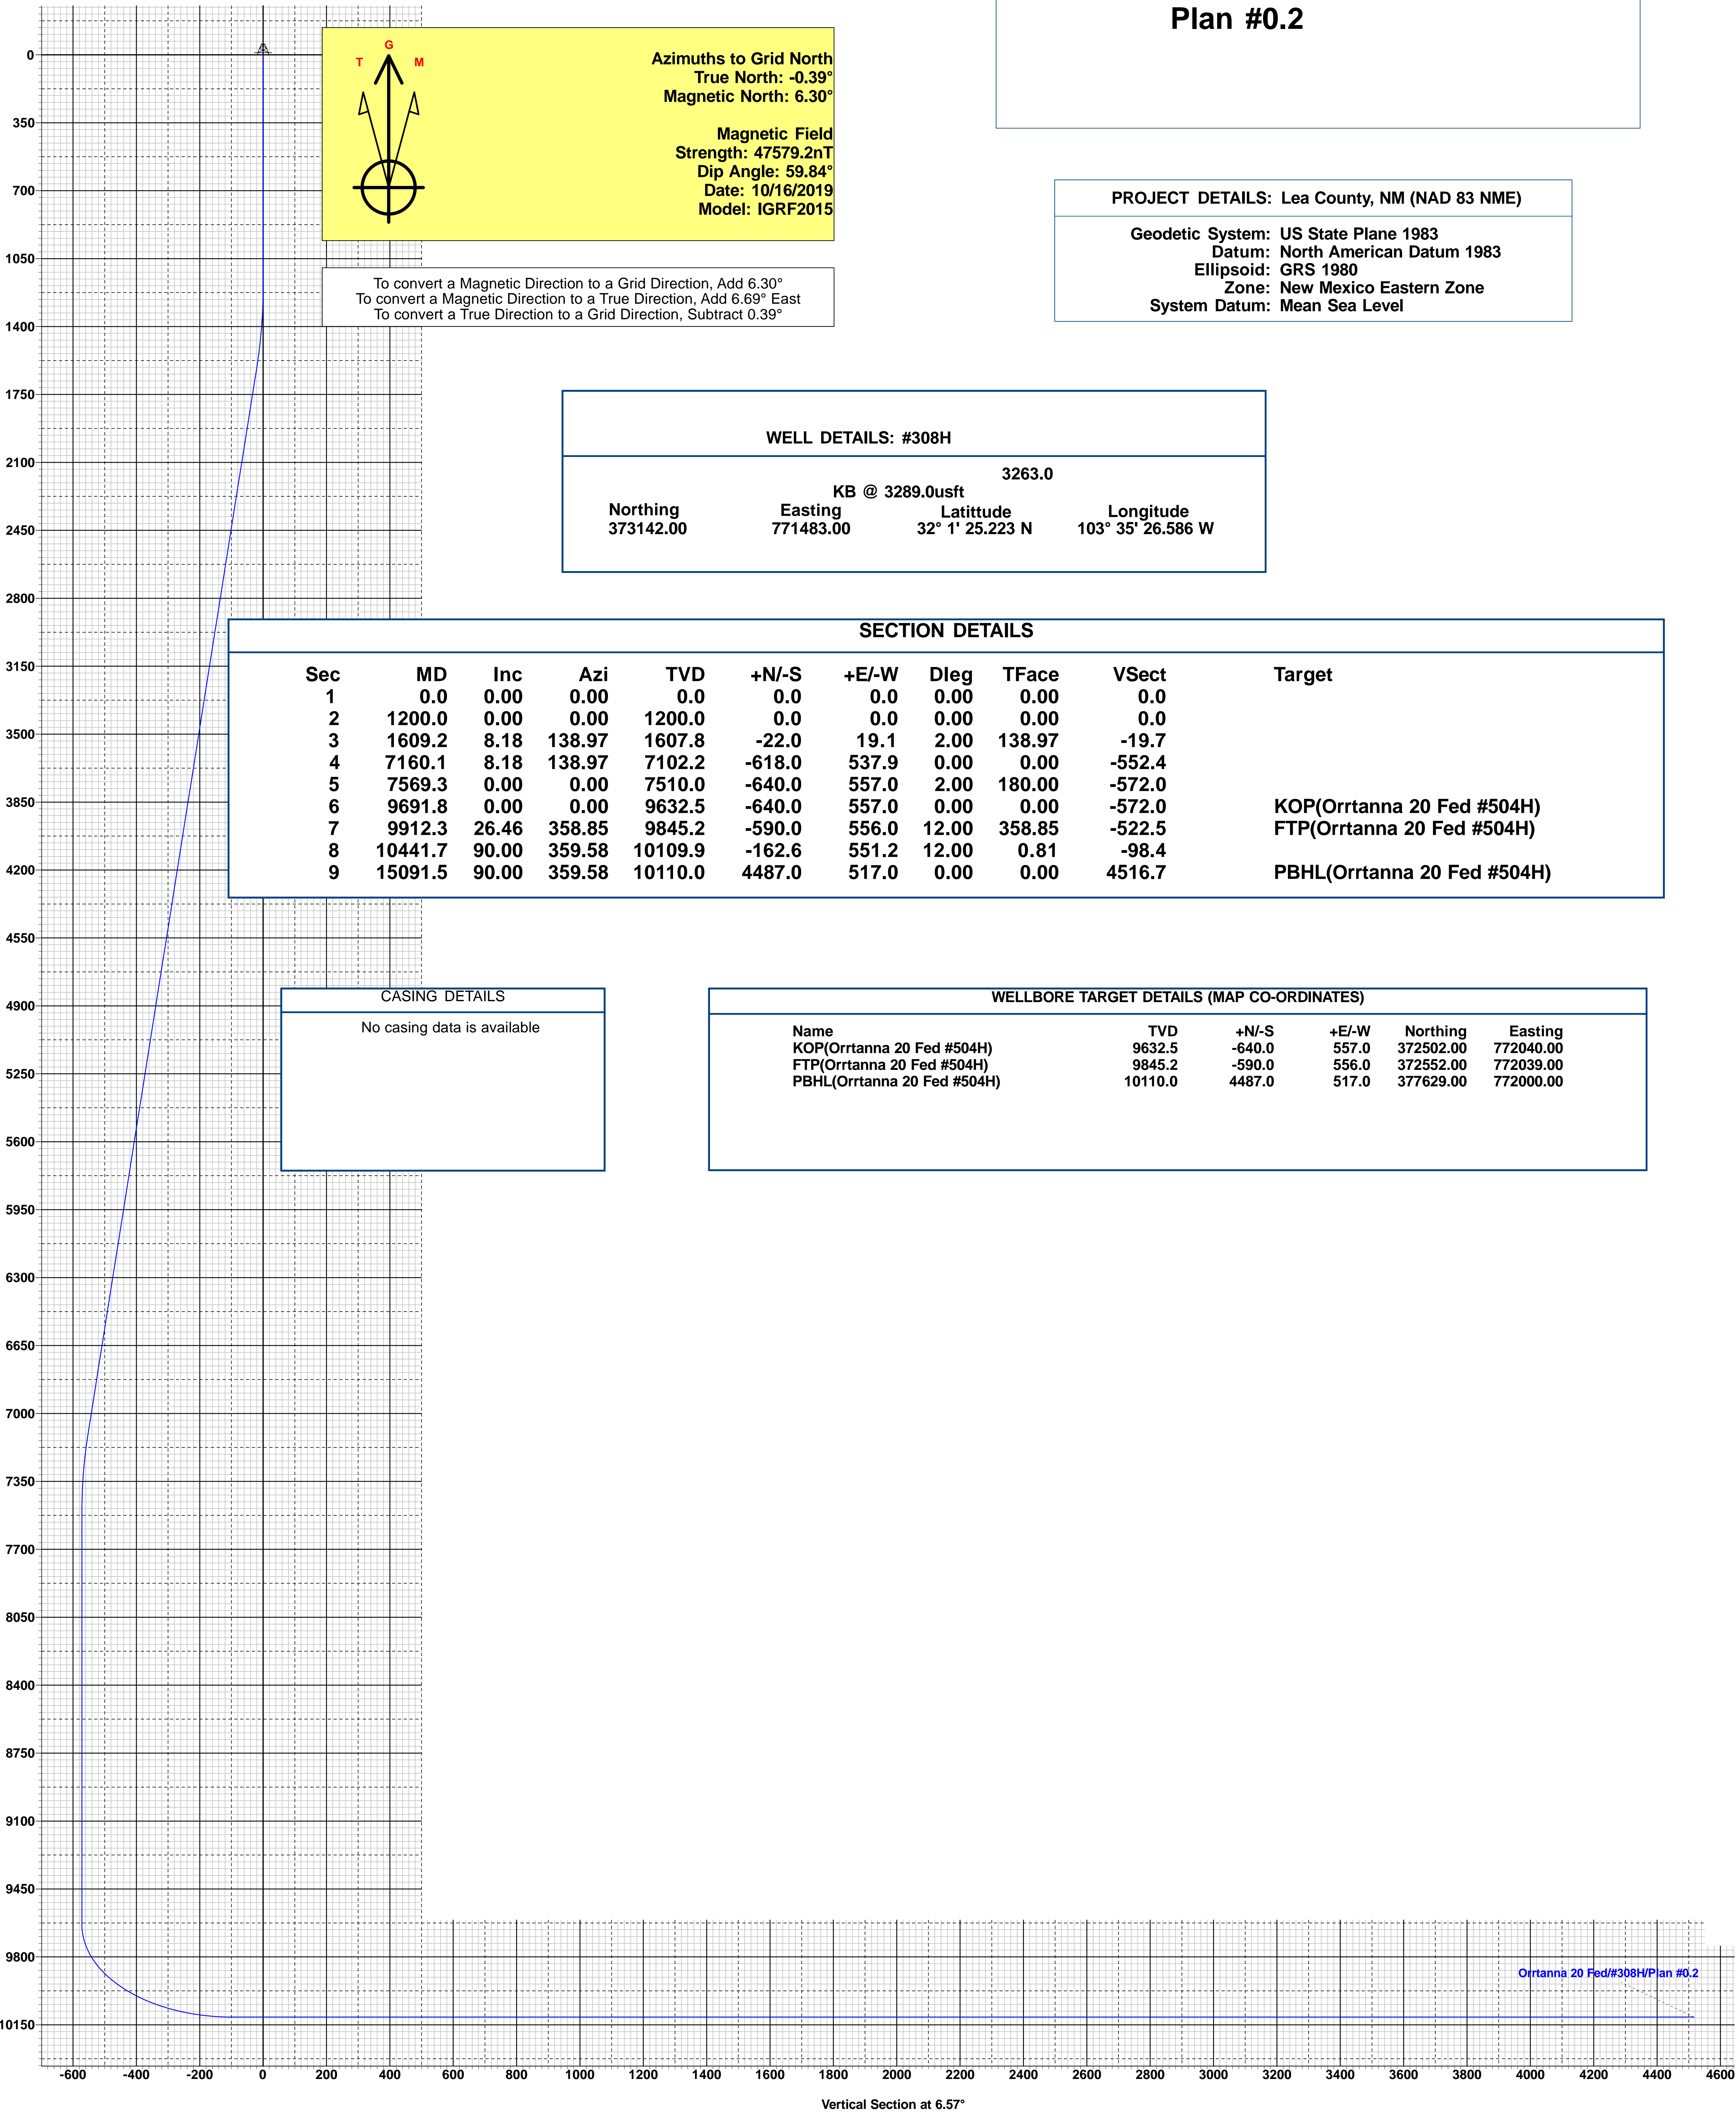 Plan #0.2
T G M
Azimuths to Grid North
True North: -0.39°
Magnetic North: 6.30°
Magnetic Field
Strength: 47579.2nT
Dip Angle: 59.84°
Date: 10/16/2019
Model: IGRF2015
To convert a Magnetic Direction to a Grid Direction, Add 6.30°
To convert a Magnetic Direction to a True Direction, Add 6.69° East
To convert a True Direction to a Grid Direction, Subtract 0.39°
PROJECT DETAILS: Lea County, NM (NAD 83 NME)
Geodetic System: US State Plane 1983
Datum: North American Datum 1983
Ellipsoid: GRS 1980
Zone: New Mexico Eastern Zone
System Datum: Mean Sea Level
WELL DETAILS: #308H
3263.0
KB @ 3289.0usft
Northing Easting Latittude Longitude
373142.00 771483.00 32° 1' 25.223 N 103° 35' 26.586 W
SECTION DETAILS
Sec MD Inc Azi TVD +N/-S +E/-W Dleg TFace VSect Target
1 0.0 0.00 0.00 0.0 0.0 0.0 0.00 0.00 0.0
2 1200.0 0.00 0.00 1200.0 0.0 0.0 0.00 0.00 0.0
3 1609.2 8.18 138.97 1607.8 -22.0 19.1 2.00 138.97 -19.7
4 7160.1 8.18 138.97 7102.2 -618.0 537.9 0.00 0.00 -552.4
5 7569.3 0.00 0.00 7510.0 -640.0 557.0 2.00 180.00 -572.0
6 9691.8 0.00 0.00 9632.5 -640.0 557.0 0.00 0.00 -572.0 KOP(Orrtanna 20 Fed #504H)
7 9912.3 26.46 358.85 9845.2 -590.0 556.0 12.00 358.85 -522.5 FTP(Orrtanna 20 Fed #504H)
8 10441.7 90.00 359.58 10109.9 -162.6 551.2 12.00 0.81 -98.4
9 15091.5 90.00 359.58 10110.0 4487.0 517.0 0.00 0.00 4516.7 PBHL(Orrtanna 20 Fed #504H)
CASING DETAILS
No casing data is available
WELLBORE TARGET DETAILS (MAP CO-ORDINATES)
Name TVD +N/-S +E/-W Northing Easting
KOP(Orrtanna 20 Fed #504H) 9632.5 -640.0 557.0 372502.00 772040.00
FTP(Orrtanna 20 Fed #504H) 9845.2 -590.0 556.0 372552.00 772039.00
PBHL(Orrtanna 20 Fed #504H) 10110.0 4487.0 517.0 377629.00 772000.00
0
350
700
1050
1400
1750
2100
2450
2800
3150
3500
3850
4200
4550
4900
5250
5600
5950
6300
6650
7000
7350
7700
8050
8400
8750
9100
9450
9800
10150
Orrtanna 20 Fed/#308H/Plan #0.2
-600 -400 -200 0 200 400 600 800 1000 1200 1400 1600 1800 2000 2200 2400 2600 2800 3000 3200 3400 3600 3800 4000 4200 4400 4600
Vertical Section at 6.57°